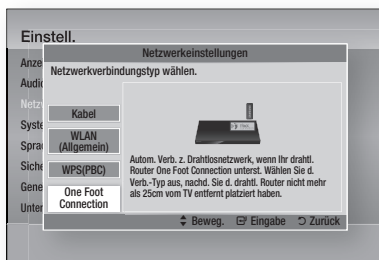 Einstell.
Netzwerkeinstellungen
Netzwerkverbindungstyp wählen.
Anze
Audio
Netzw
Syste
Sprac
Siche
Gene
Unter
Kabel
WLAN
(Allgemein)
WPS(PBC)
One Foot
Connection
Autom. Verb. z. Drahtlosnetzwerk, wenn Ihr drahtl.
Router One Foot Connection unterst. Wählen Sie d.
Verb.-Typ aus, nachd. Sie d. drahtl. Router nicht mehr
als 25cm vom TV entfernt platziert haben.
Beweg. Eingabe Zurück